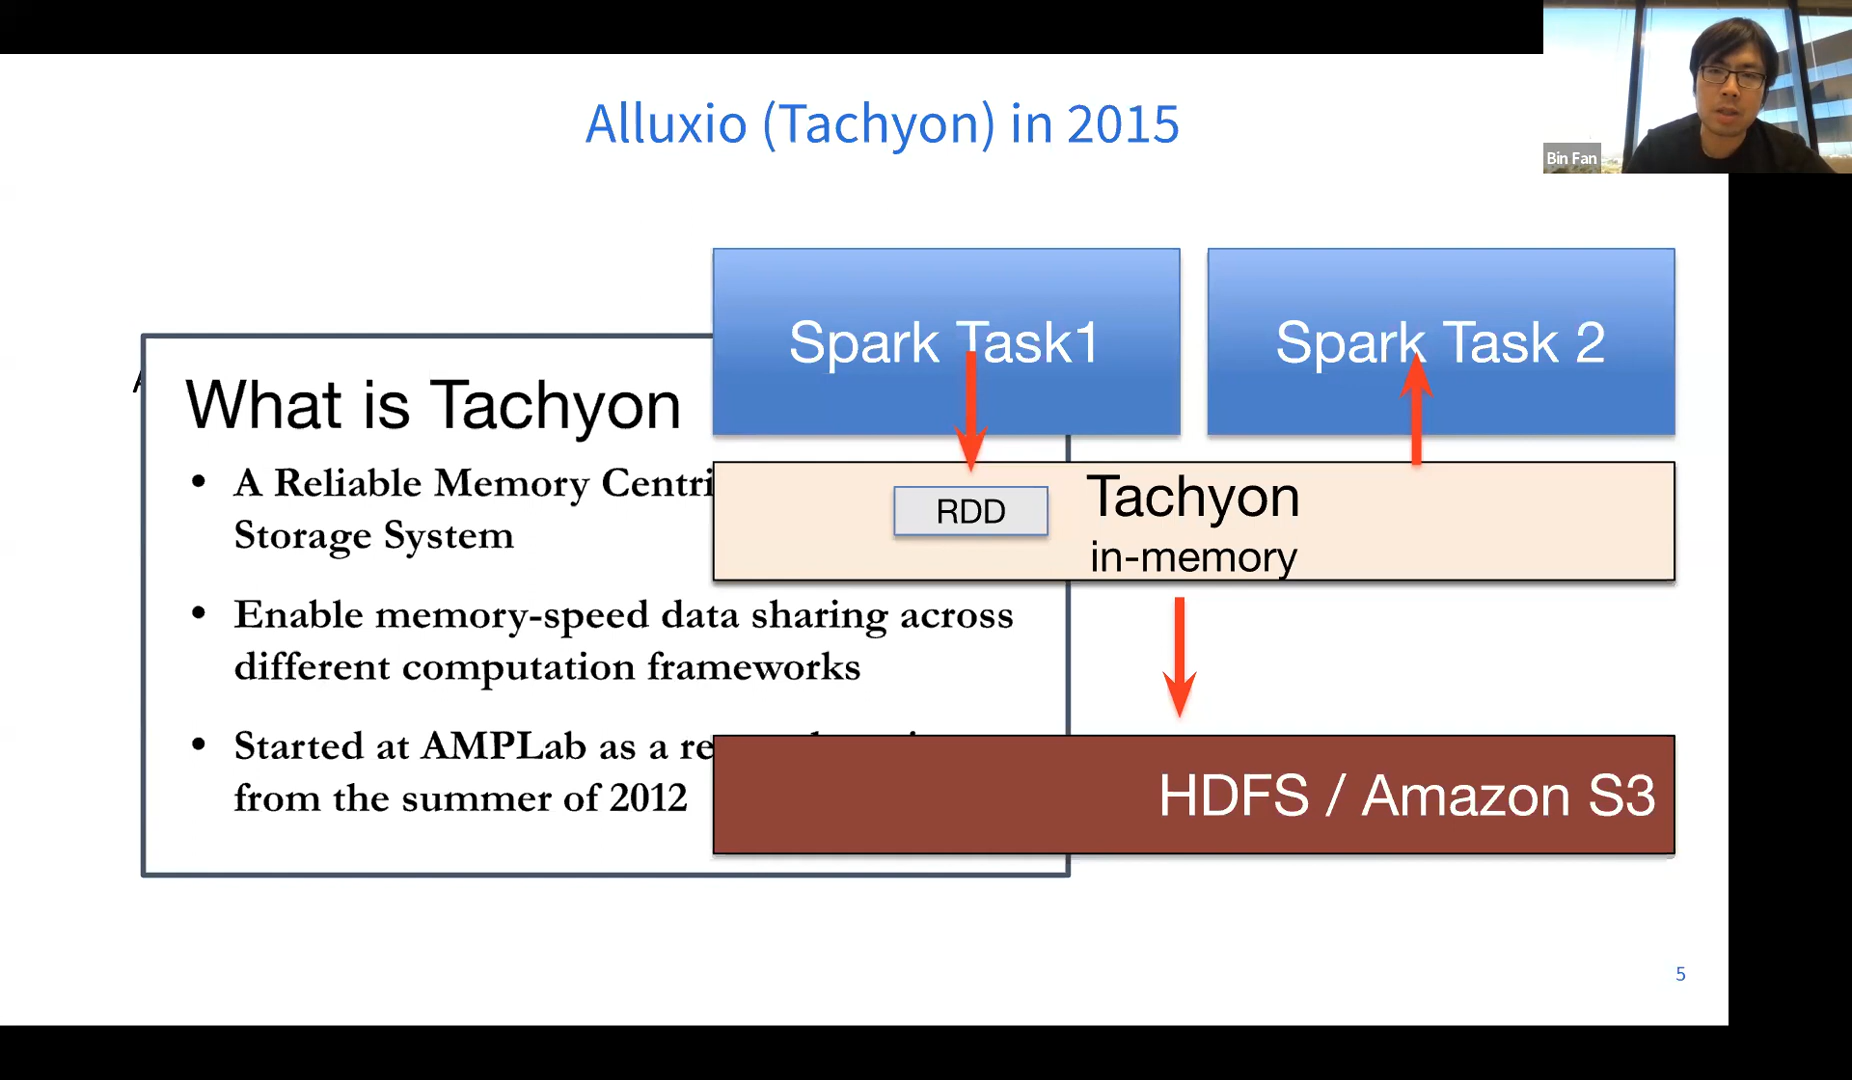 Alluxio (Tachyon) in 2015
Bin Fan
What is Tachyon
• A Reliable Memory
Storage System
• Enable memory-speed data sharing across
different computation frameworks
• Started at AMPLab as a
from the summer of 2012
Spark Task1
Spark Task 2
RDD
Tachyon
in-memory
HDFS / Amazon S3
5